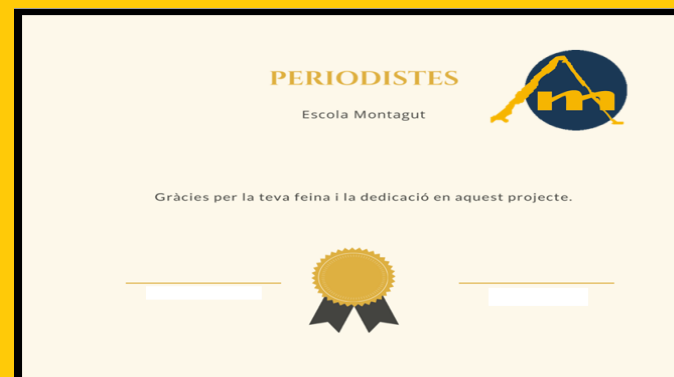 PERIODISTES
Escola Montagut
m
Gràcies per la teva feina i la dedicació en aquest projecte.